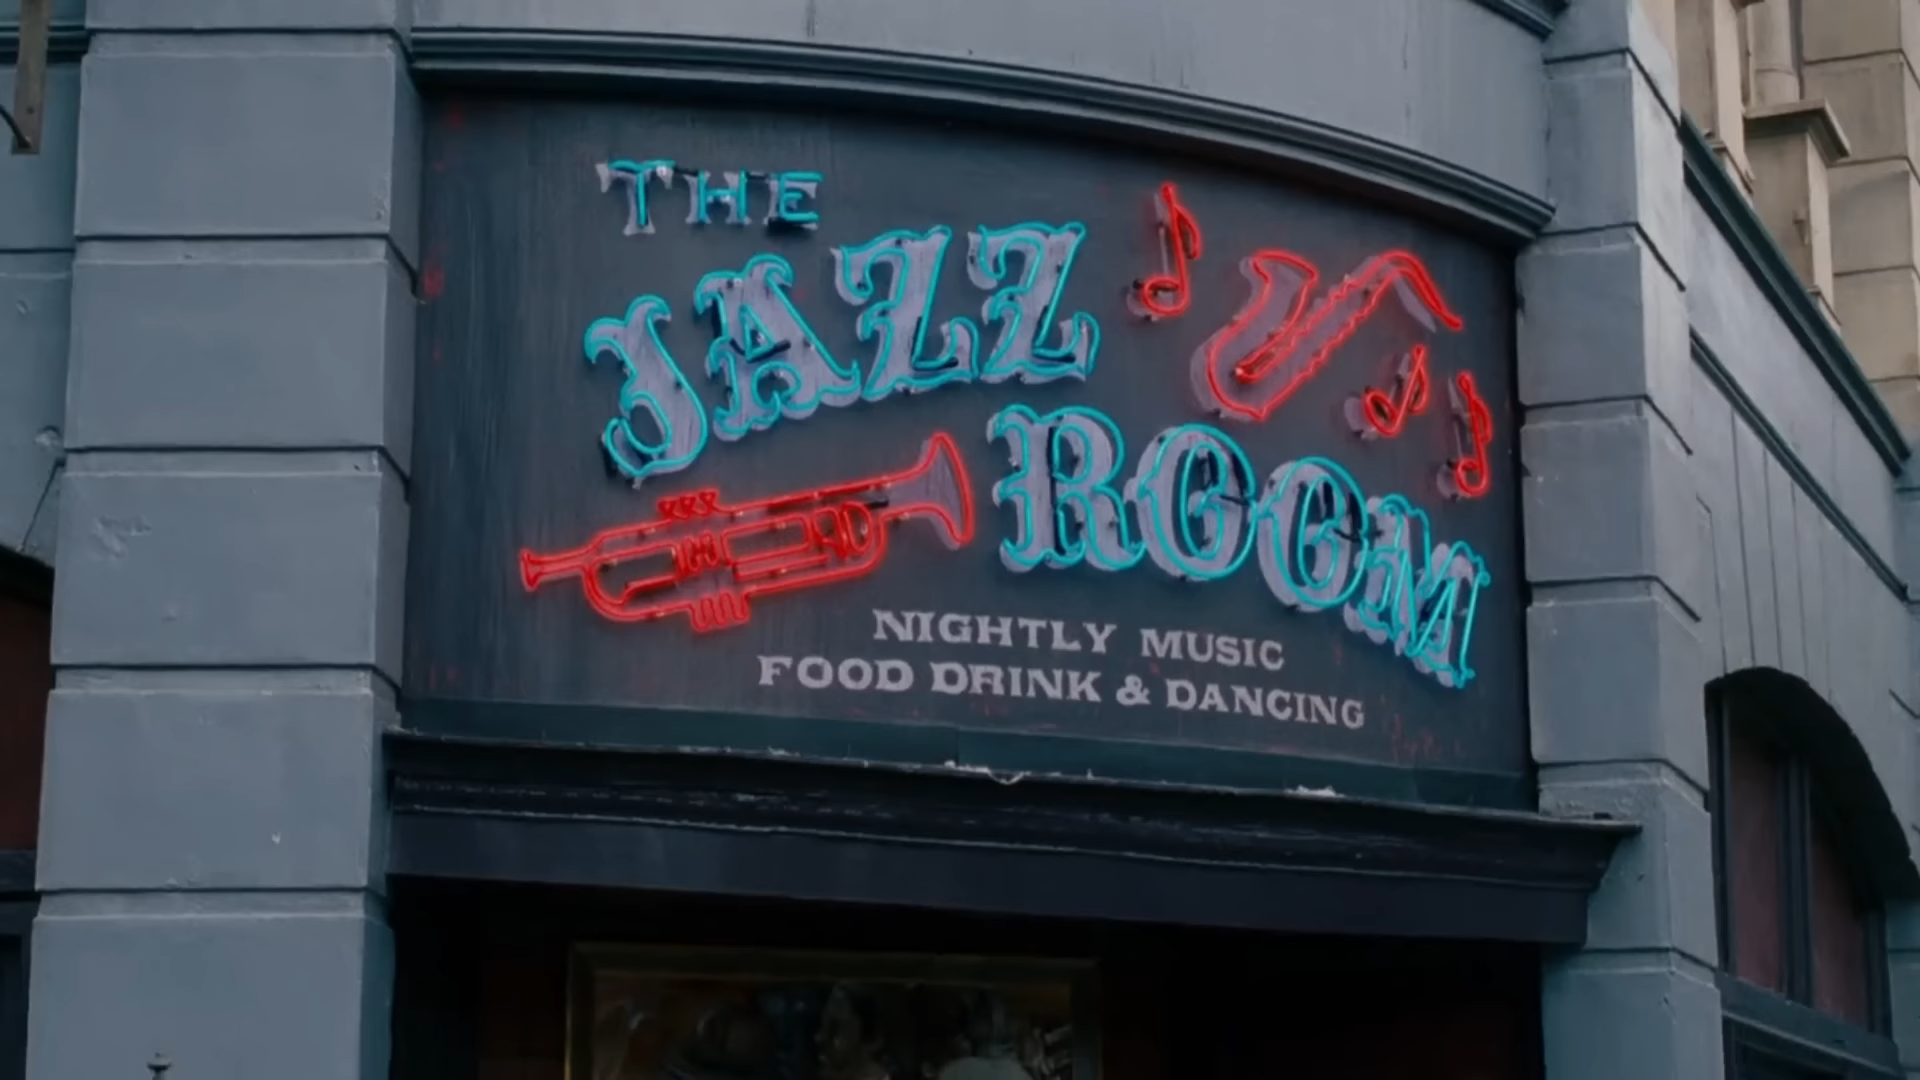 THE
JAZZ
ROOM
NIGHTLY MUSIC
FOOD DRINK & DANCING